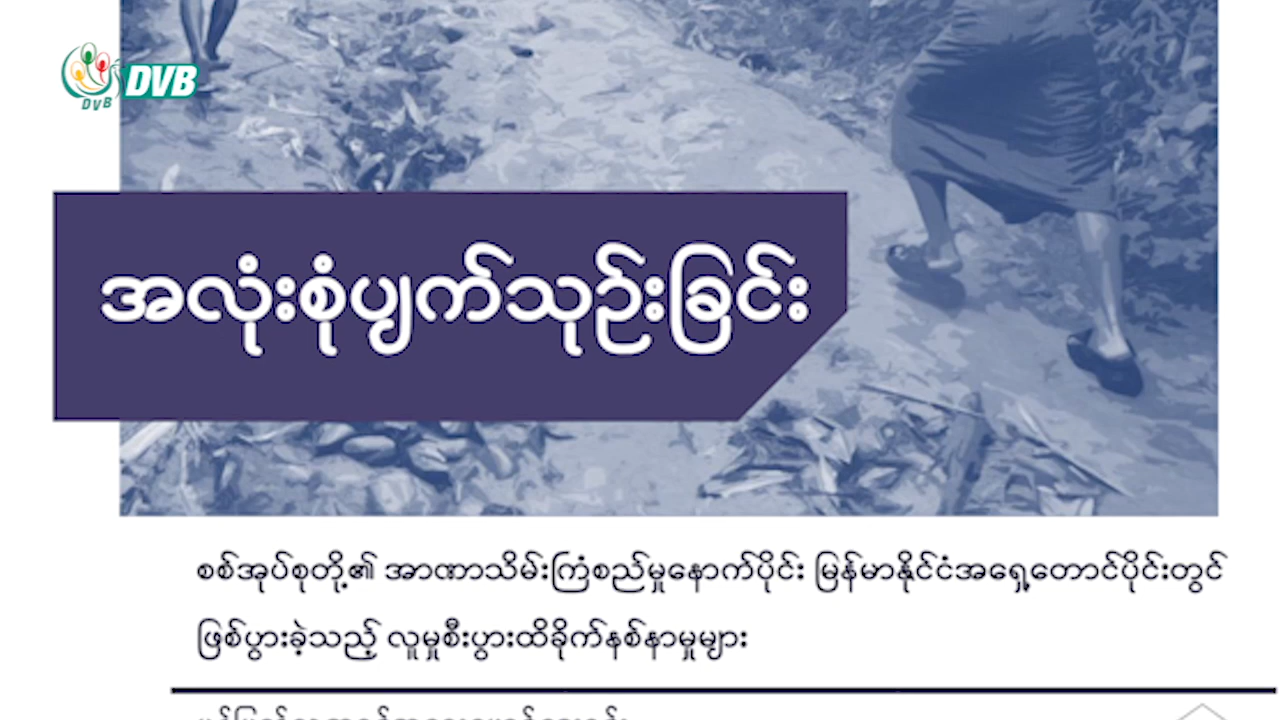 DVB
DVB
အလုံးစုံပျက်သုဉ်းခြင်း
စစ်အုပ်စုတို့၏ အာဏာသိမ်းကြံစည်မှုနောက်ပိုင်း မြန်မာနိုင်ငံအရှေ့တောင်ပိုင်းတွင်
ဖြစ်ပွားခဲ့သည့် လူမှုစီးပွားထိခိုက်နစ်နာမှုများ